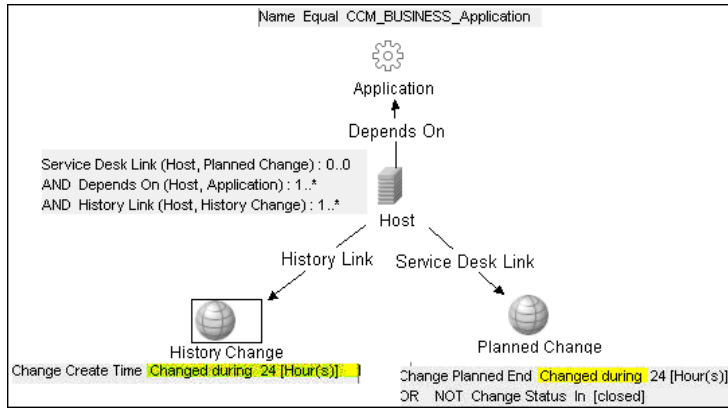 Name Equal CCM_BUSINESS_Application
Application
Depends On
Service Desk Link (Host, Planned Change) : 0..0
AND Depends On (Host, Application) : 1..*
AND History Link (Host, History Change) : 1..*
Host
History Link
Service Desk Link
History Change
Planned Change
Change Create Time Changed during 24 [Hour(s)]
Change Planned End Changed during 24 [Hour(s)]
OR NOT Change Status In [closed]